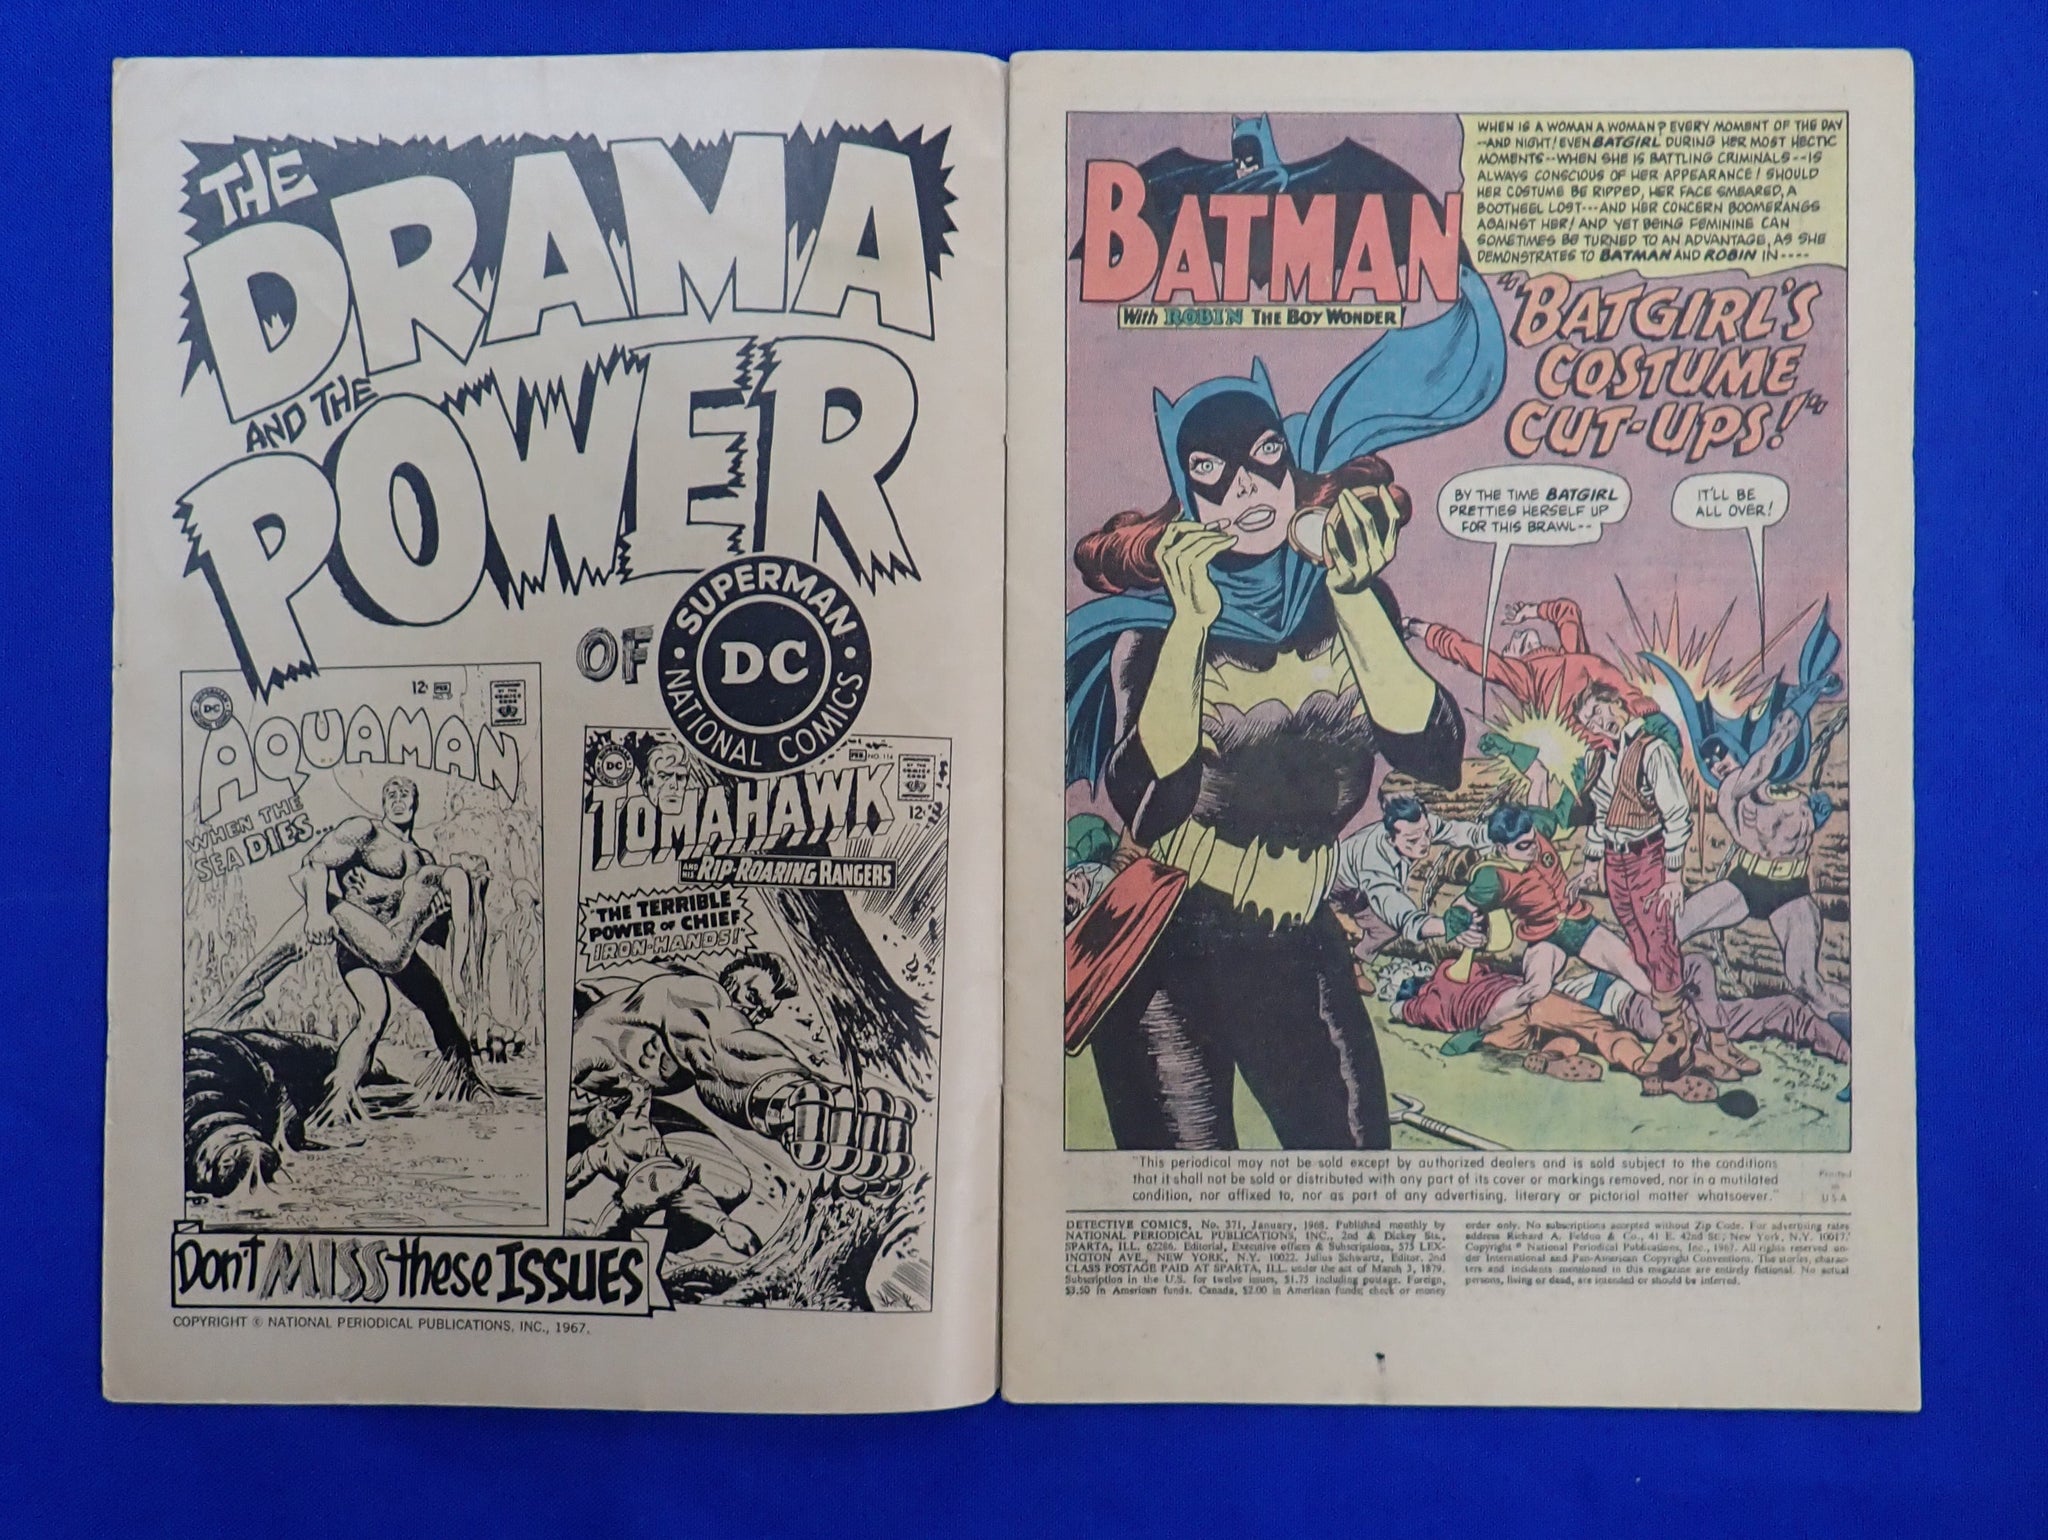 THE
DRAMA
AND THE
POWER
OF
SUPERMAN
DC
NATIONAL COMICS
SUPERMAN
DC
12¢ FEB
NO. 37
AQUAMAN
WHEN THE
SEA DIES...
SUPERMAN
DC
FEB NO. 114
TOMAHAWK
12¢
AND HIS RIP-ROARING RANGERS
"THE TERRIBLE
POWER OF CHIEF
IRON-HANDS!"
Don't MISS these ISSUES
COPYRIGHT © NATIONAL PERIODICAL PUBLICATIONS, INC., 1967.
BATMAN
With ROBIN THE BOY WONDER!
WHEN IS A WOMAN A WOMAN? EVERY MOMENT OF THE DAY
--AND NIGHT! EVEN BATGIRL DURING HER MOST HECTIC
MOMENTS--WHEN SHE IS BATTLING CRIMINALS--IS
ALWAYS CONSCIOUS OF HER APPEARANCE! SHOULD
HER COSTUME BE RIPPED, HER FACE SMEARED, A
BOOTHEEL LOST---AND HER CONCERN BOOMERANGS
AGAINST HER! AND YET BEING FEMININE CAN
SOMETIMES BE TURNED TO AN ADVANTAGE, AS SHE
DEMONSTRATES TO BATMAN AND ROBIN IN----
"BATGIRL'S
COSTUME
CUT-UPS!"
BY THE TIME BATGIRL
PRETTIES HERSELF UP
FOR THIS BRAWL--
IT'LL BE
ALL OVER!
"This periodical may not be sold except by authorized dealers and is sold subject to the conditions
that it shall not be sold or distributed with any part of its cover or markings removed, nor in a mutilated
condition, nor affixed to, nor as part of any advertising, literary or pictorial matter whatsoever."
Printed
in
U S A
DETECTIVE COMICS, No. 371, January, 1968. Published monthly by
NATIONAL PERIODICAL PUBLICATIONS, INC., 2nd & Dickey Sts.,
SPARTA, ILL. 62286. Editorial, Executive offices & Subscriptions, 575 LEX-
INGTON AVE., NEW YORK, N.Y. 10022. Julius Schwartz, Editor. 2nd
CLASS POSTAGE PAID AT SPARTA, ILL. under the act of March 3, 1879.
Subscription in the U.S. for twelve issues, $1.75 including postage. Foreign,
$3.50 in American funds. Canada, $2.00 in American funds; check or money
order only. No subscriptions accepted without Zip Code. For advertising rates
address Richard A. Feldon & Co., 41 E. 42nd St., New York, N.Y. 10017.
Copyright © National Periodical Publications, Inc., 1967. All rights reserved un-
der International and Pan-American Copyright Conventions. The stories, charac-
ters and incidents mentioned in this magazine are entirely fictional. No actual
persons, living or dead, are intended or should be inferred.